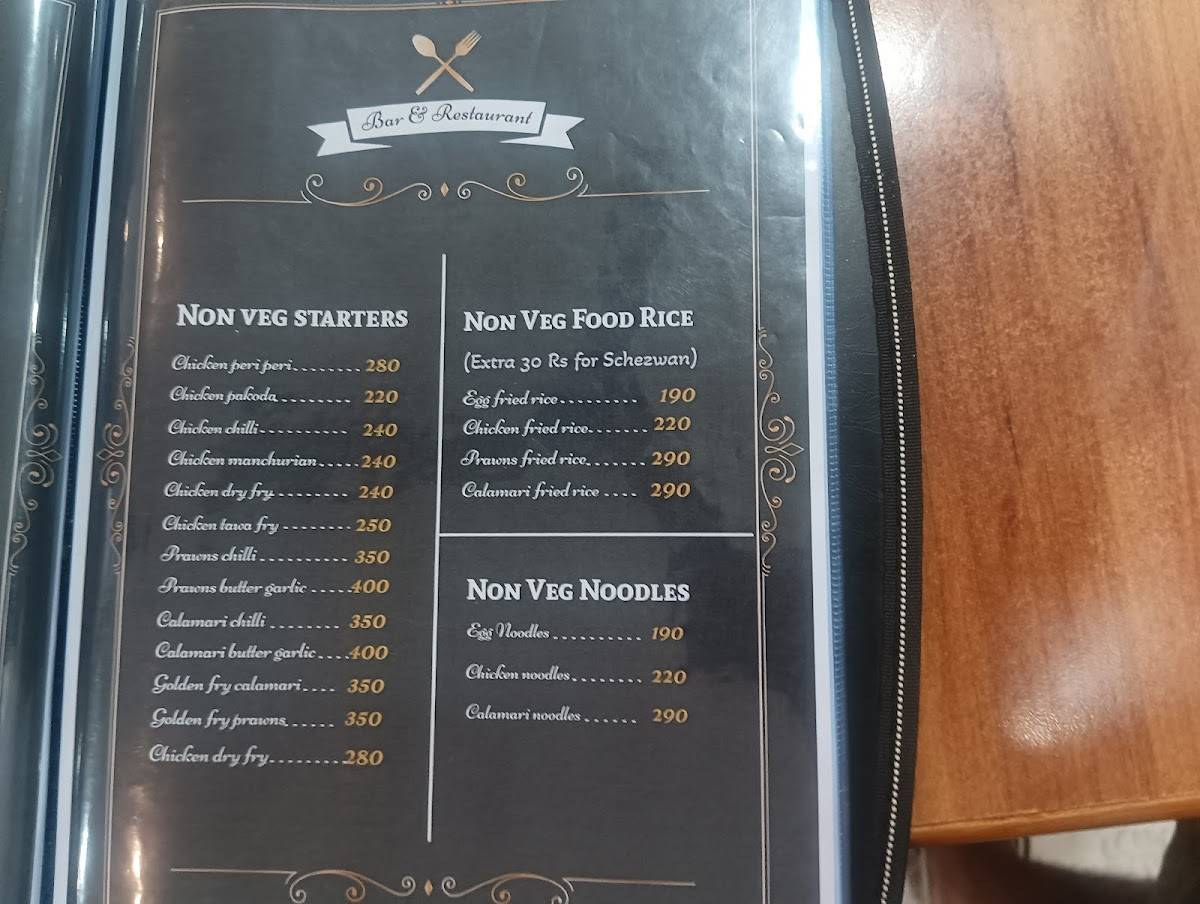 Bar & Restaurant
Non veg starters
Chicken peri peri........ 280
Chicken pakoda......... 220
Chicken chilli........... 240
Chicken manchurian..... 240
Chicken dry fry......... 240
Chicken tawa fry ........ 250
Prawns chilli........... 350
Prawns butter garlic .....400
Calamari chilli ........ 350
Calamari butter garlic....400
Golden fry calamari.... 350
Golden fry prawns...... 350
Chicken dry fry.........280
Non Veg Food Rice
(Extra 30 Rs for Schezwan)
Egg fried rice......... 190
Chicken fried rice....... 220
Prawns fried rice....... 290
Calamari fried rice .... 290
Non Veg Noodles
Egg Noodles.......... 190
Chicken noodles........ 220
Calamari noodles...... 290